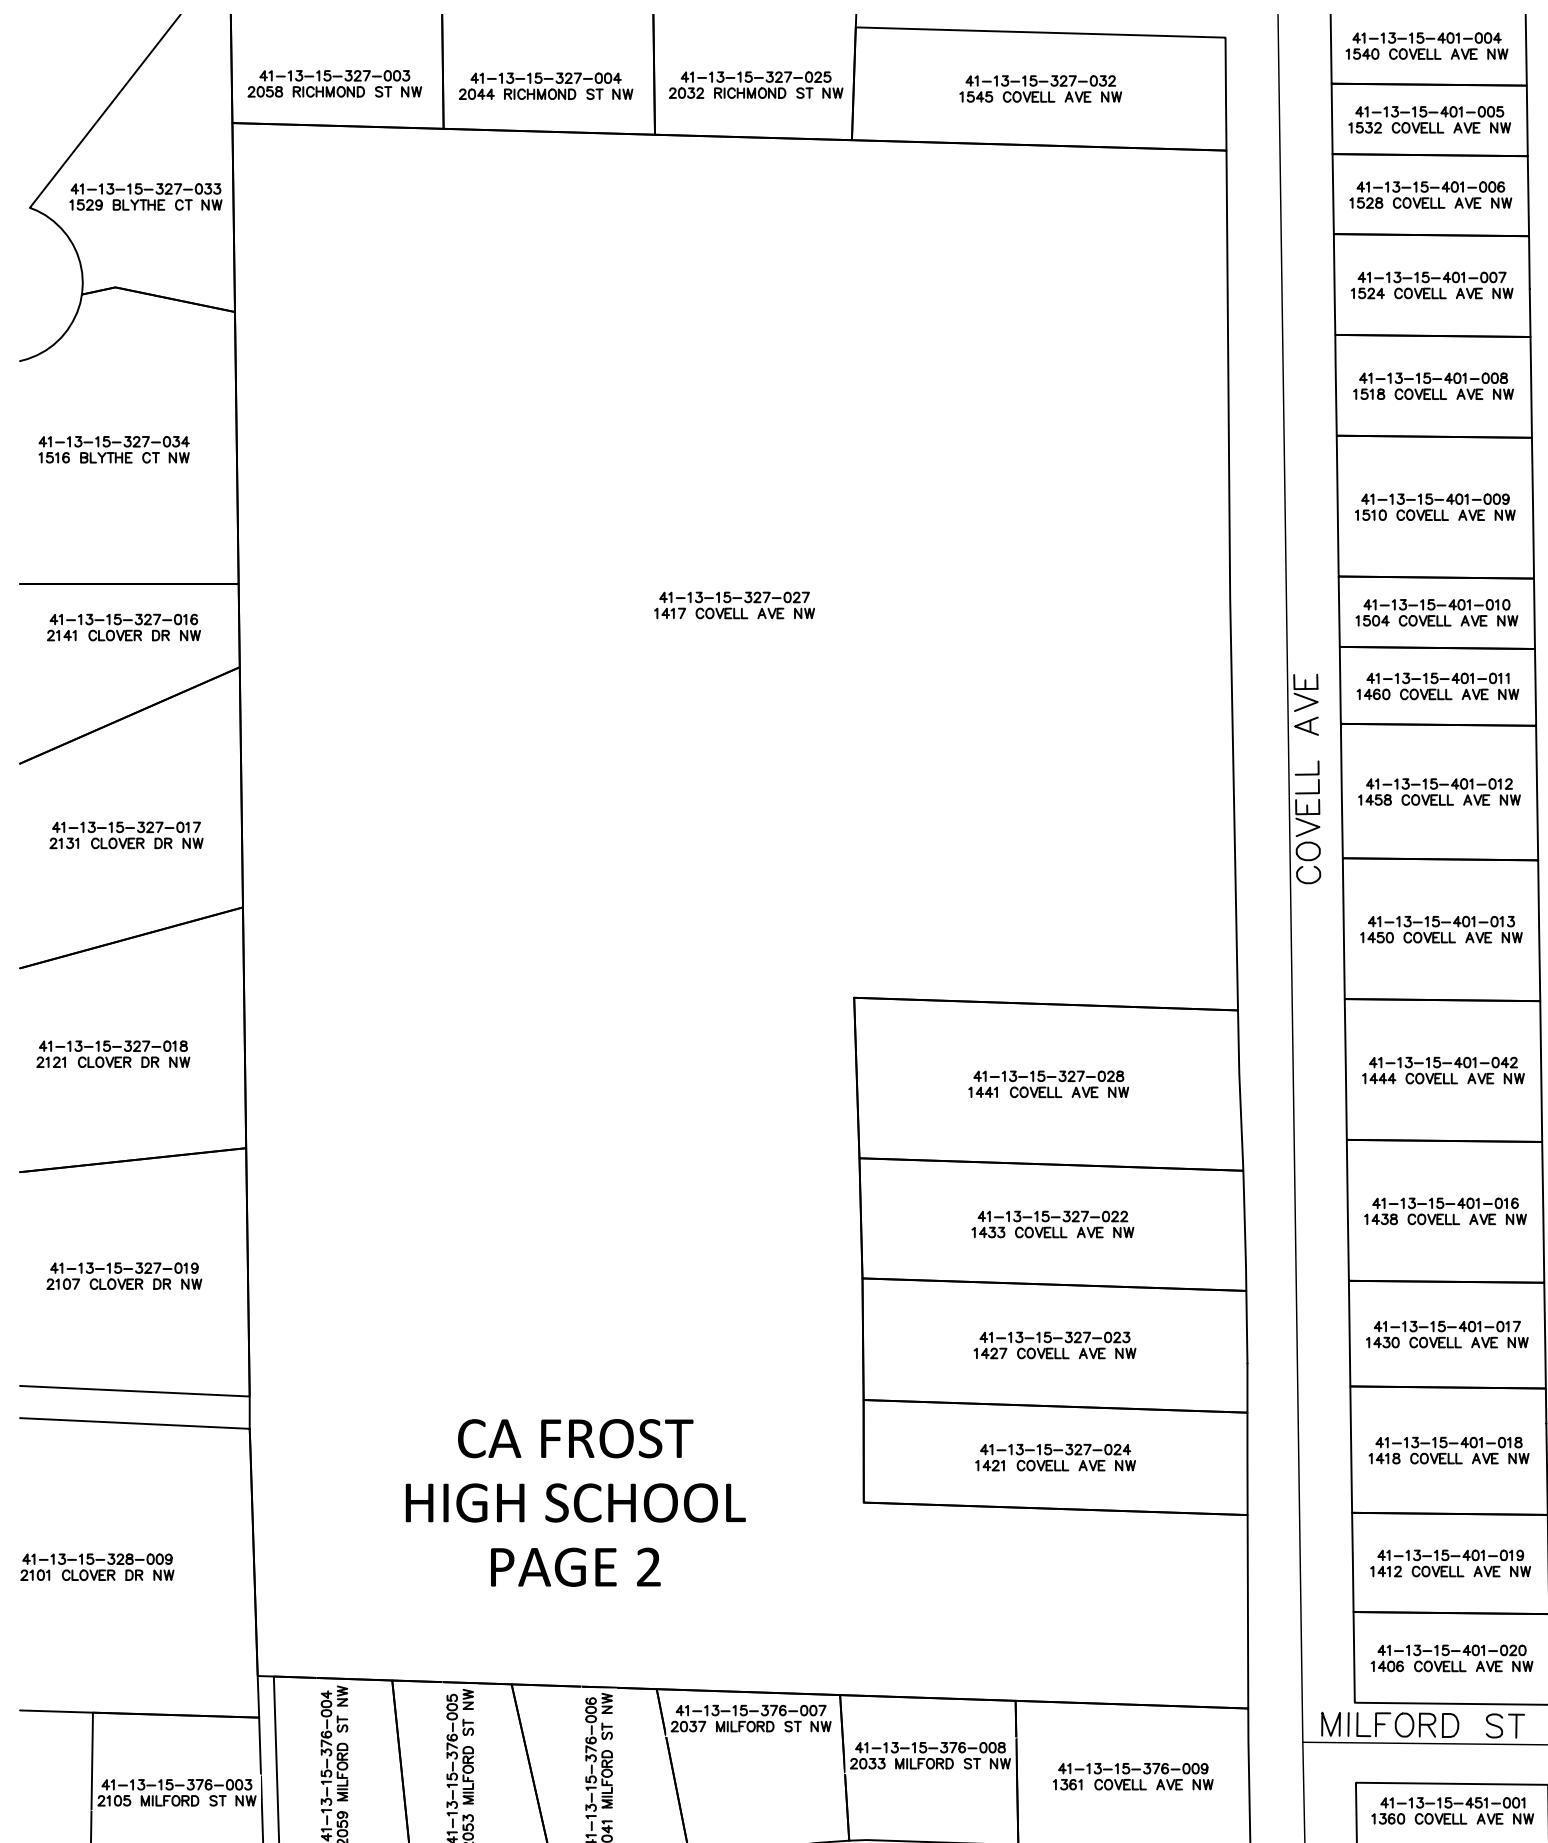 41-13-15-327-003
2058 RICHMOND ST NW
41-13-15-327-004
2044 RICHMOND ST NW
41-13-15-327-025
2032 RICHMOND ST NW
41-13-15-327-032
1545 COVELL AVE NW
41-13-15-401-004
1540 COVELL AVE NW
41-13-15-401-005
1532 COVELL AVE NW
41-13-15-327-033
1529 BLYTHE CT NW
41-13-15-401-006
1528 COVELL AVE NW
41-13-15-401-007
1524 COVELL AVE NW
41-13-15-401-008
1518 COVELL AVE NW
41-13-15-327-034
1516 BLYTHE CT NW
41-13-15-401-009
1510 COVELL AVE NW
41-13-15-327-027
1417 COVELL AVE NW
41-13-15-401-010
1504 COVELL AVE NW
41-13-15-327-016
2141 CLOVER DR NW
41-13-15-401-011
1460 COVELL AVE NW
COVELL AVE
41-13-15-401-012
1458 COVELL AVE NW
41-13-15-327-017
2131 CLOVER DR NW
41-13-15-401-013
1450 COVELL AVE NW
41-13-15-327-018
2121 CLOVER DR NW
41-13-15-327-028
1441 COVELL AVE NW
41-13-15-401-042
1444 COVELL AVE NW
41-13-15-327-022
1433 COVELL AVE NW
41-13-15-401-016
1438 COVELL AVE NW
41-13-15-327-019
2107 CLOVER DR NW
41-13-15-327-023
1427 COVELL AVE NW
41-13-15-401-017
1430 COVELL AVE NW
CA FROST
HIGH SCHOOL
PAGE 2
41-13-15-327-024
1421 COVELL AVE NW
41-13-15-401-018
1418 COVELL AVE NW
41-13-15-328-009
2101 CLOVER DR NW
41-13-15-401-019
1412 COVELL AVE NW
41-13-15-401-020
1406 COVELL AVE NW
41-13-15-376-004
2059 MILFORD ST NW
41-13-15-376-005
2053 MILFORD ST NW
41-13-15-376-006
041 MILFORD ST NW
41-13-15-376-007
2037 MILFORD ST NW
41-13-15-376-008
2033 MILFORD ST NW
MILFORD ST
41-13-15-376-003
2105 MILFORD ST NW
41-13-15-376-009
1361 COVELL AVE NW
41-13-15-451-001
1360 COVELL AVE NW